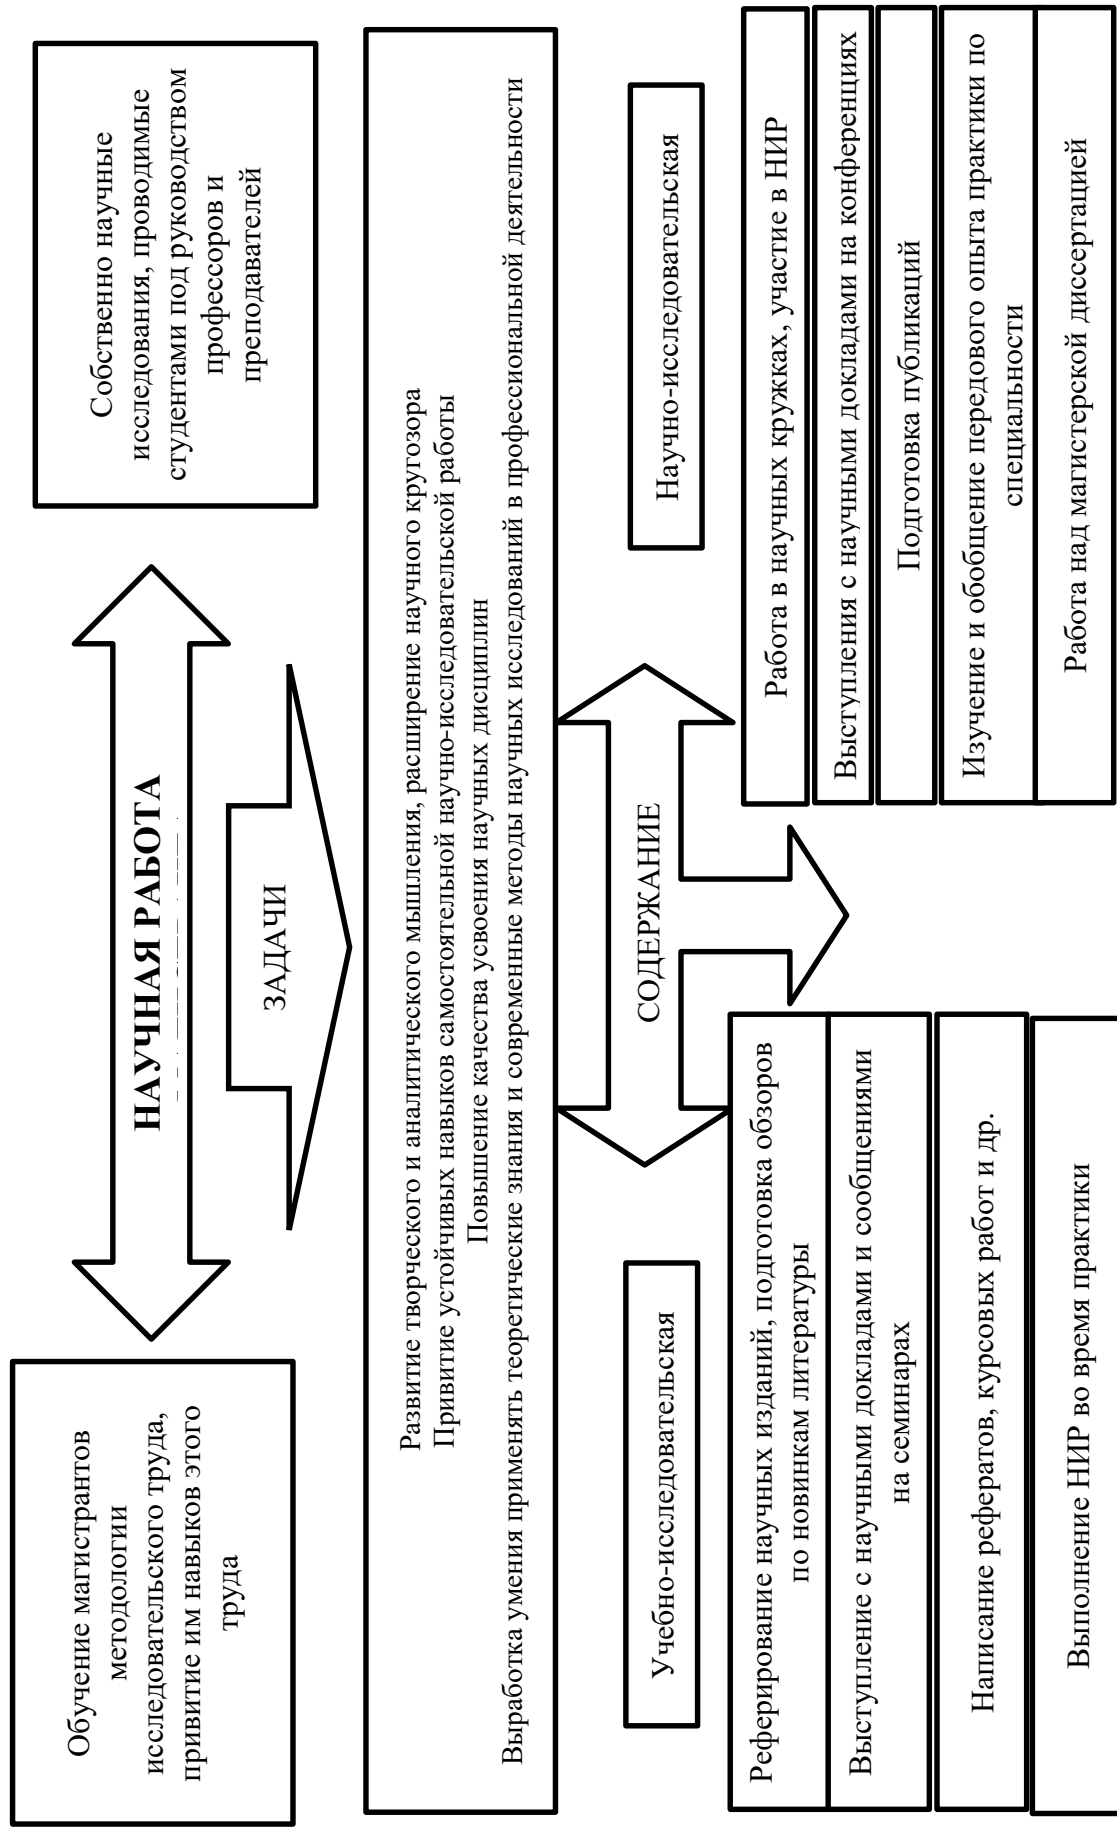 Обучение магистрантов
методологии
исследовательского труда,
привитие им навыков этого
труда
НАУЧНАЯ РАБОТА
Собственно научные
исследования, проводимые
студентами под руководством
профессоров и
преподавателей
ЗАДАЧИ
Развитие творческого и аналитического мышления, расширение научного кругозора
Привитие устойчивых навыков самостоятельной научно-исследовательской работы
Повышение качества усвоения научных дисциплин
Выработка умения применять теоретические знания и современные методы научных исследований в профессиональной деятельности
СОДЕРЖАНИЕ
Учебно-исследовательская
Реферирование научных изданий, подготовка обзоров
по новинкам литературы
Выступление с научными докладами и сообщениями
на семинарах
Написание рефератов, курсовых работ и др.
Выполнение НИР во время практики
Научно-исследовательская
Работа в научных кружках, участие в НИР
Выступления с научными докладами на конференциях
Подготовка публикаций
Изучение и обобщение передового опыта практики по
специальности
Работа над магистерской диссертацией